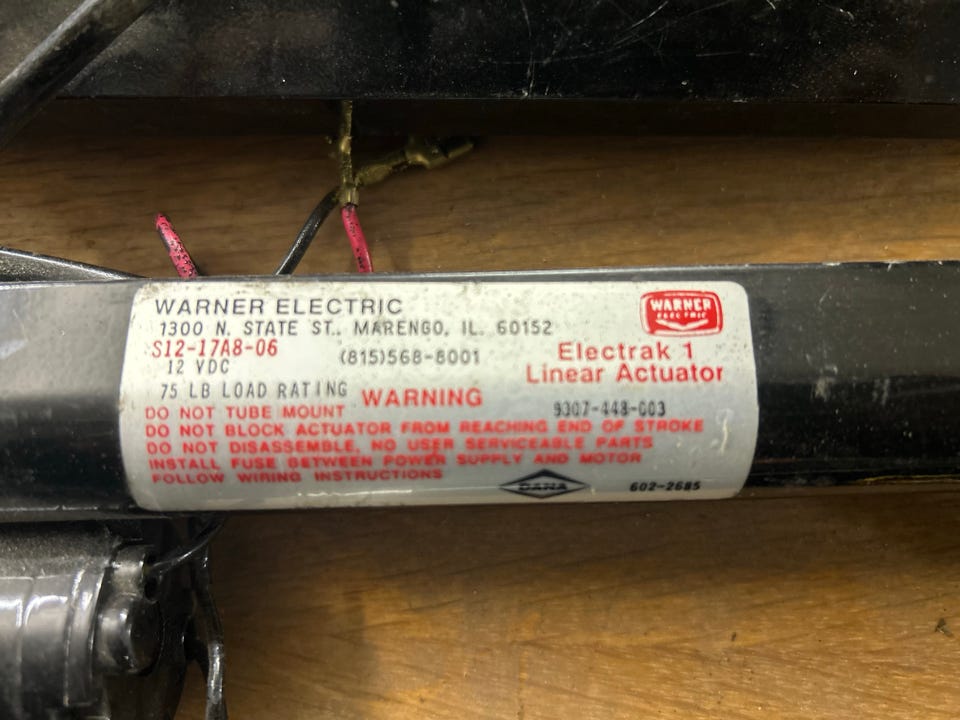 WARNER ELECTRIC
1300 N. STATE ST., MARENGO, IL. 60152
S12-17A8-06
(815)568-8001
12 VDC
75 LB LOAD RATING
WARNER
ELECTRIC
Electrak 1
Linear Actuator
WARNING
9307-448-003
DO NOT TUBE MOUNT
DO NOT BLOCK ACTUATOR FROM REACHING END OF STROKE
DO NOT DISASSEMBLE, NO USER SERVICEABLE PARTS
INSTALL FUSE BETWEEN POWER SUPPLY AND MOTOR
FOLLOW WIRING INSTRUCTIONS
DANA
602-2685